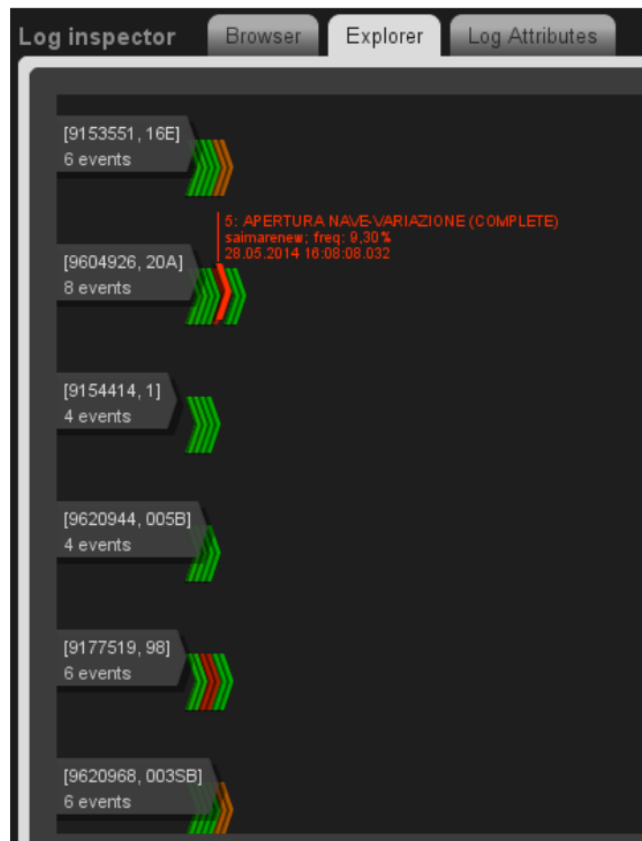 Log inspector Browser Explorer Log Attributes
[9153551, 16E]
6 events
5: APERTURA NAVE-VARIAZIONE (COMPLETE)
saimarenew; freq: 9,30%
28.05.2014 16:08:08.032
[9604926, 20A]
8 events
[9154414, 1]
4 events
[9620944, 005B]
4 events
[9177519, 98]
6 events
[9620968, 003SB]
6 events